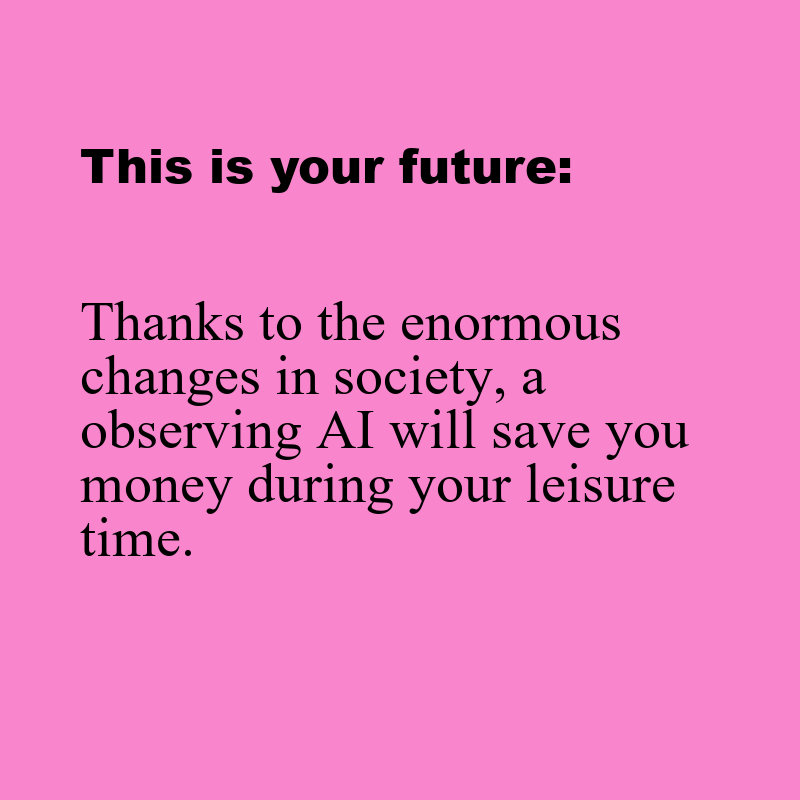 This is your future:
Thanks to the enormous
changes in society, a
observing AI will save you
money during your leisure
time.